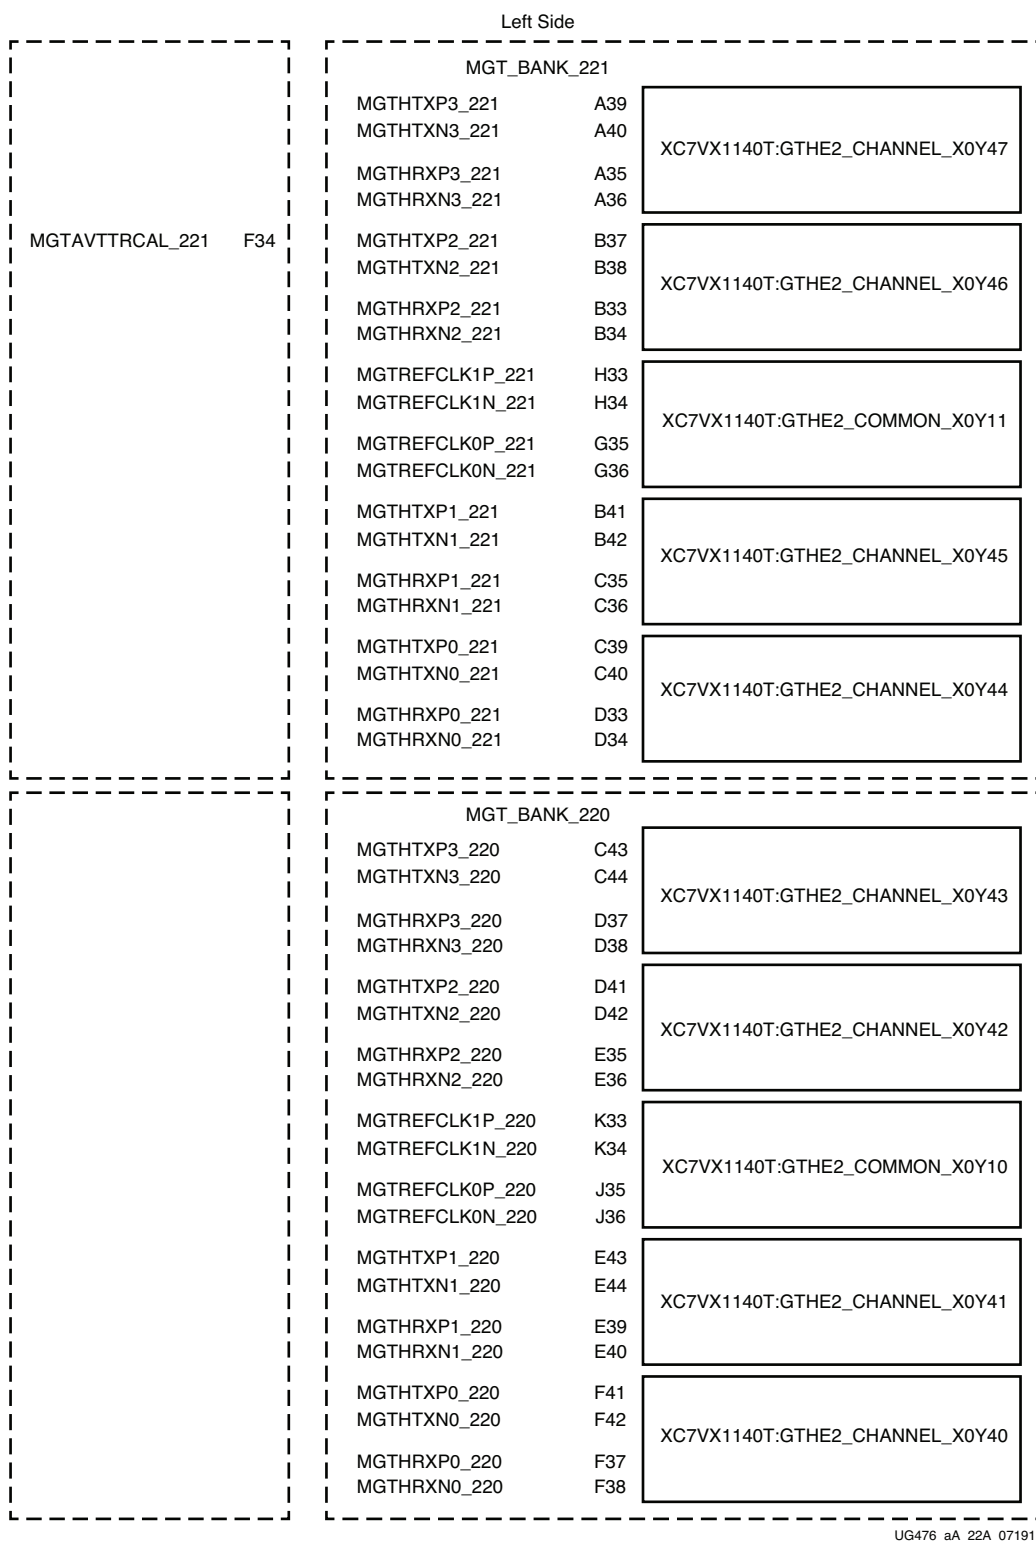 Left Side
MGT_BANK_221
MGTHTXP3_221 A39
MGTHTXN3_221 A40
XC7VX1140T:GTHE2_CHANNEL_X0Y47
MGTHRXP3_221 A35
MGTHRXN3_221 A36
MGTAVTTRCAL_221 F34
MGTHTXP2_221 B37
MGTHTXN2_221 B38
XC7VX1140T:GTHE2_CHANNEL_X0Y46
MGTHRXP2_221 B33
MGTHRXN2_221 B34
MGTREFCLK1P_221 H33
MGTREFCLK1N_221 H34
XC7VX1140T:GTHE2_COMMON_X0Y11
MGTREFCLK0P_221 G35
MGTREFCLK0N_221 G36
MGTHTXP1_221 B41
MGTHTXN1_221 B42
XC7VX1140T:GTHE2_CHANNEL_X0Y45
MGTHRXP1_221 C35
MGTHRXN1_221 C36
MGTHTXP0_221 C39
MGTHTXN0_221 C40
XC7VX1140T:GTHE2_CHANNEL_X0Y44
MGTHRXP0_221 D33
MGTHRXN0_221 D34
MGT_BANK_220
MGTHTXP3_220 C43
MGTHTXN3_220 C44
XC7VX1140T:GTHE2_CHANNEL_X0Y43
MGTHRXP3_220 D37
MGTHRXN3_220 D38
MGTHTXP2_220 D41
MGTHTXN2_220 D42
XC7VX1140T:GTHE2_CHANNEL_X0Y42
MGTHRXP2_220 E35
MGTHRXN2_220 E36
MGTREFCLK1P_220 K33
MGTREFCLK1N_220 K34
XC7VX1140T:GTHE2_COMMON_X0Y10
MGTREFCLK0P_220 J35
MGTREFCLK0N_220 J36
MGTHTXP1_220 E43
MGTHTXN1_220 E44
XC7VX1140T:GTHE2_CHANNEL_X0Y41
MGTHRXP1_220 E39
MGTHRXN1_220 E40
MGTHTXP0_220 F41
MGTHTXN0_220 F42
XC7VX1140T:GTHE2_CHANNEL_X0Y40
MGTHRXP0_220 F37
MGTHRXN0_220 F38
UG476_aA_22A_07191